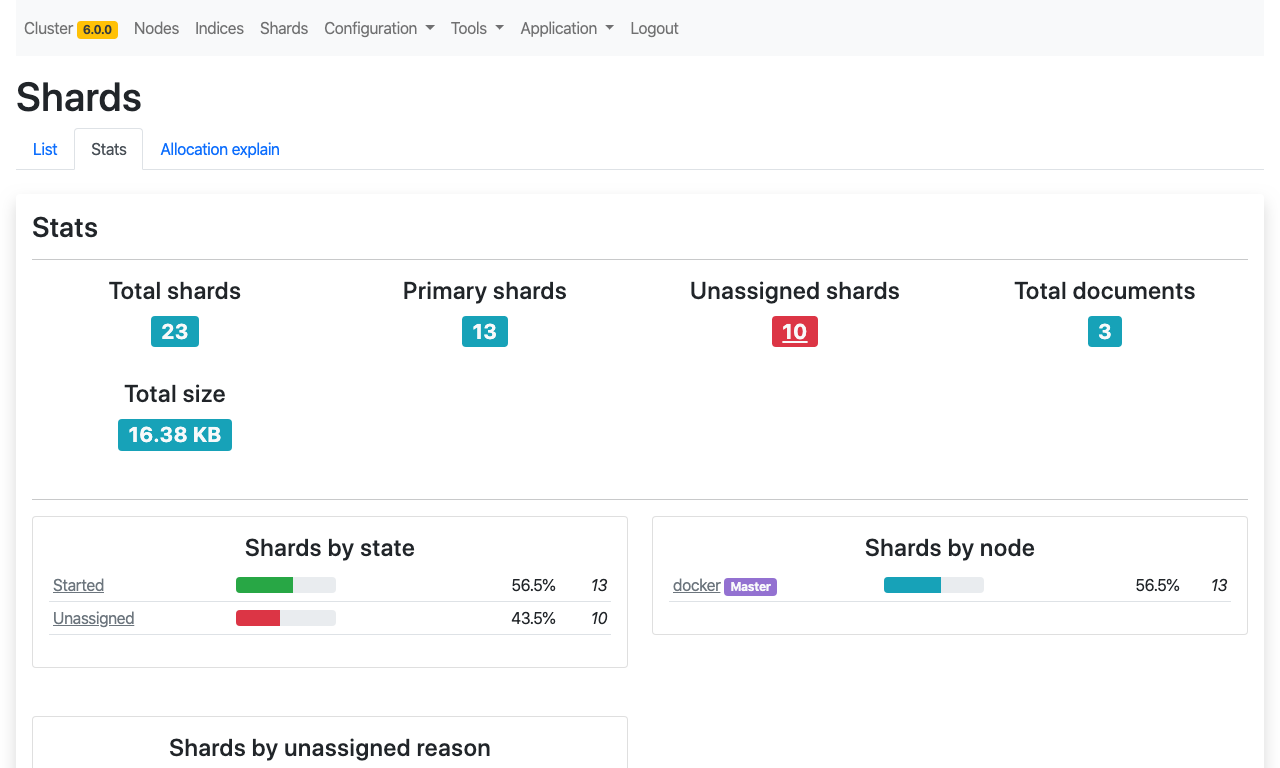 Cluster 6.0.0 Nodes Indices Shards Configuration Tools Application Logout
Shards
List Stats Allocation explain
Stats
Total shards Primary shards Unassigned shards Total documents
23 13 10 3
Total size
16.38 KB
Shards by state
Started 56.5% 13
Unassigned 43.5% 10
Shards by node
docker Master 56.5% 13
Shards by unassigned reason